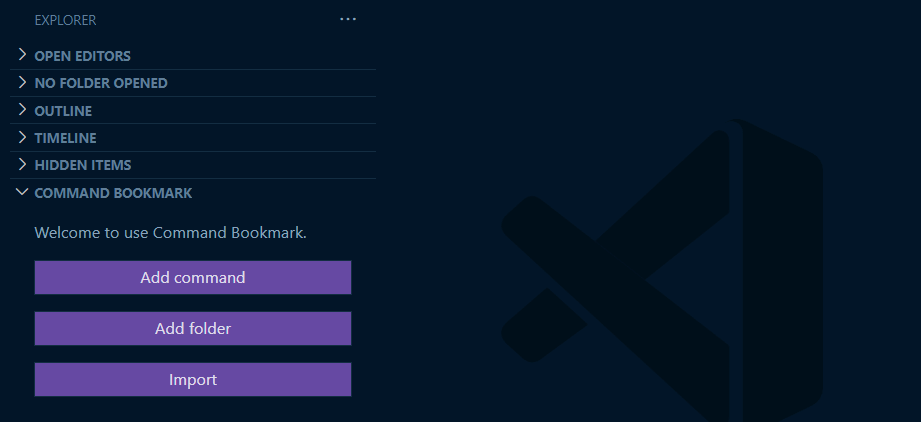 EXPLORER ...
OPEN EDITORS
NO FOLDER OPENED
OUTLINE
TIMELINE
HIDDEN ITEMS
COMMAND BOOKMARK
Welcome to use Command Bookmark.
Add command
Add folder
Import